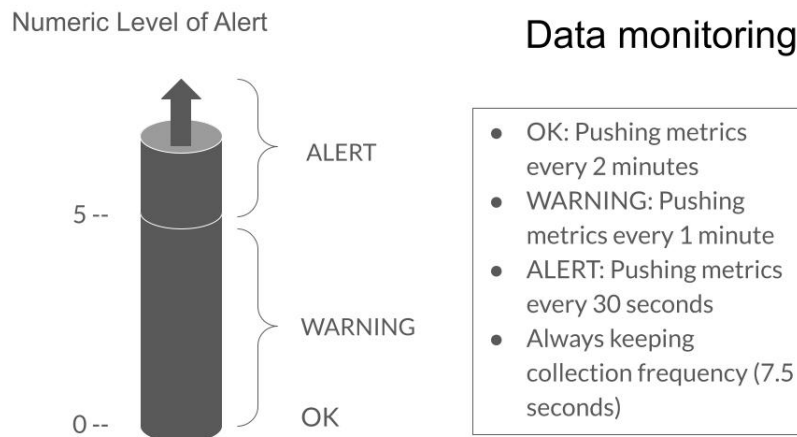 Numeric Level of Alert
Data monitoring
ALERT
5 --
WARNING
0 --
OK
● OK: Pushing metrics
every 2 minutes
● WARNING: Pushing
metrics every 1 minute
● ALERT: Pushing metrics
every 30 seconds
● Always keeping
collection frequency (7.5
seconds)